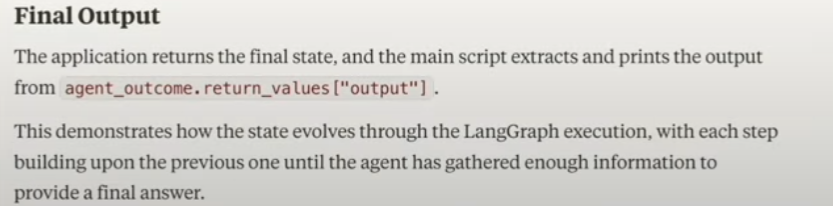 Final Output
The application returns the final state, and the main script extracts and prints the output
from agent_outcome.return_values["output"] .
This demonstrates how the state evolves through the LangGraph execution, with each step
building upon the previous one until the agent has gathered enough information to
provide a final answer.